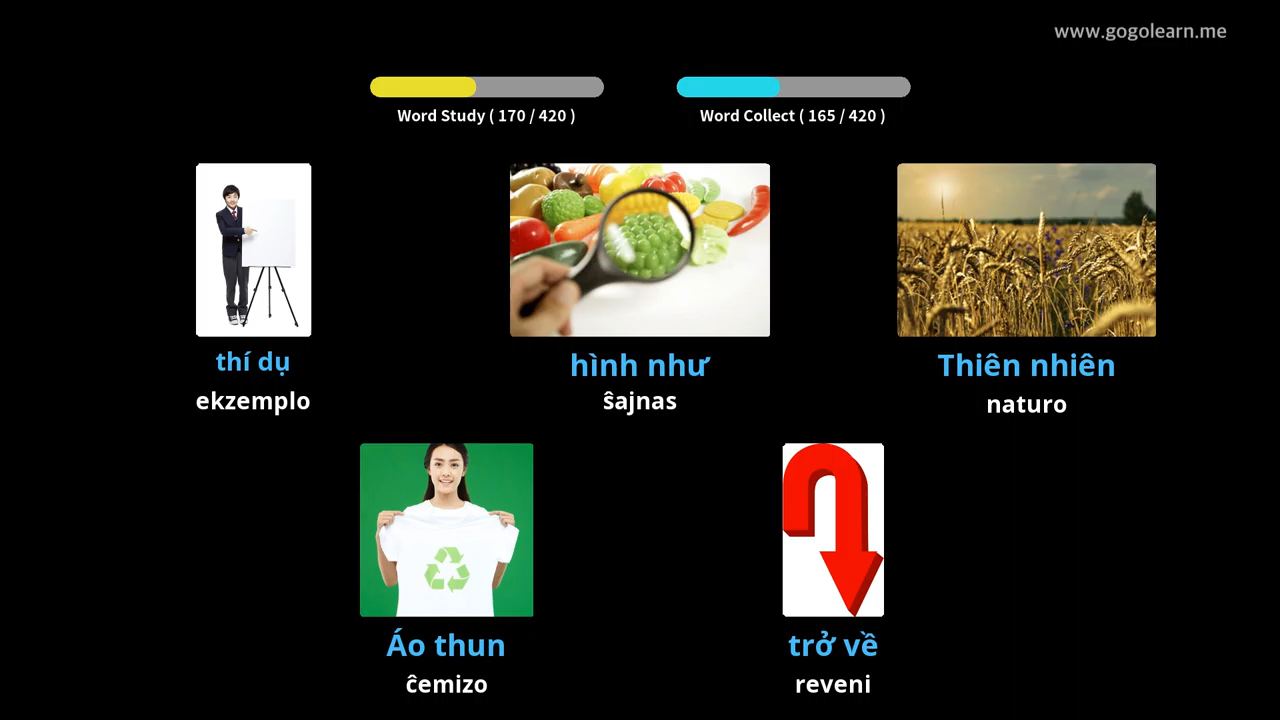 www.gogolearn.me
Word Study ( 170 / 420 )
Word Collect ( 165 / 420 )
thí dụ
ekzemplo
hình như
ŝajnas
Thiên nhiên
naturo
Áo thun
ĉemizo
trở về
reveni